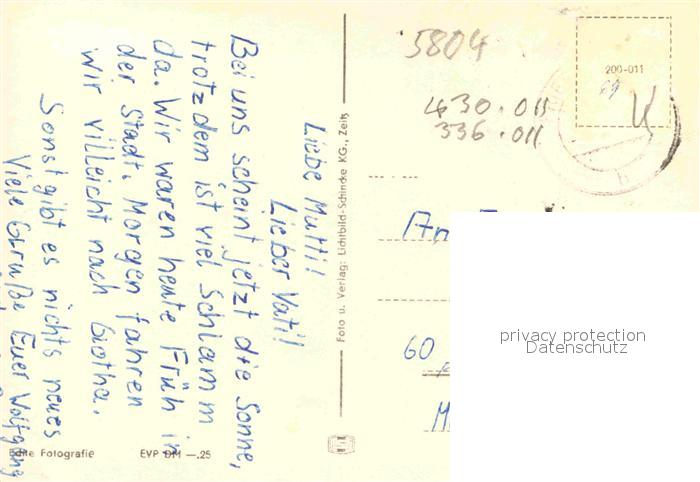 Liebe Mutti!
Lieber Vati!
Bei uns scheint jetzt die Sonne,
trotzdem ist viel Schlamm
da. Wir waren heute Früh in
der Stadt. Morgen fahren
wir villeicht nach Giotha.
Sonst gibt es nichts neues
Viele Grüße Euer Wolfgang
Echte Fotografie
EVP DM —.25
Foto u. Verlag: Lichtbild-Schincke KG., Zeitz
5804
430.011
336.011
200-011
An
60
privacy protection
Datenschutz